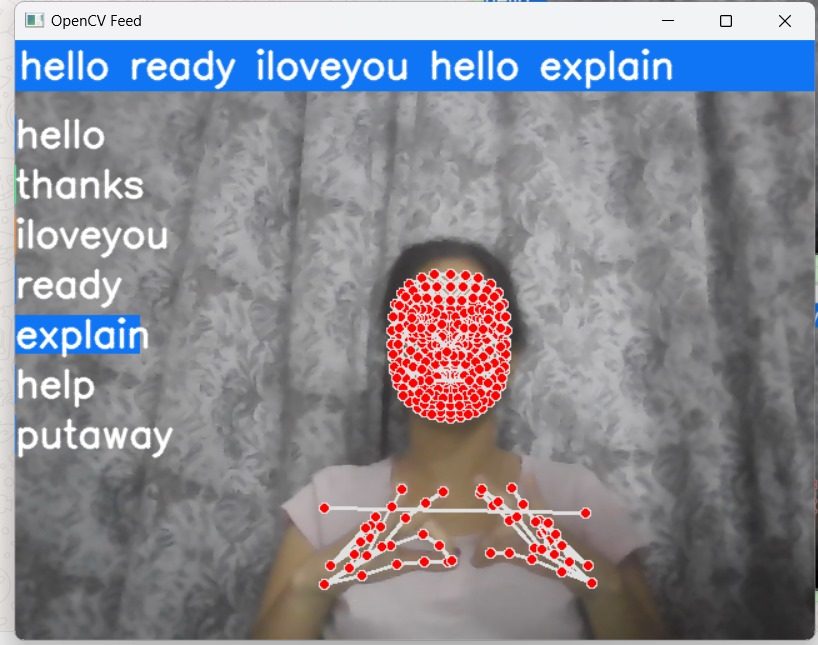 OpenCV Feed
hello ready iloveyou hello explain
hello
thanks
iloveyou
ready
explain
help
putaway